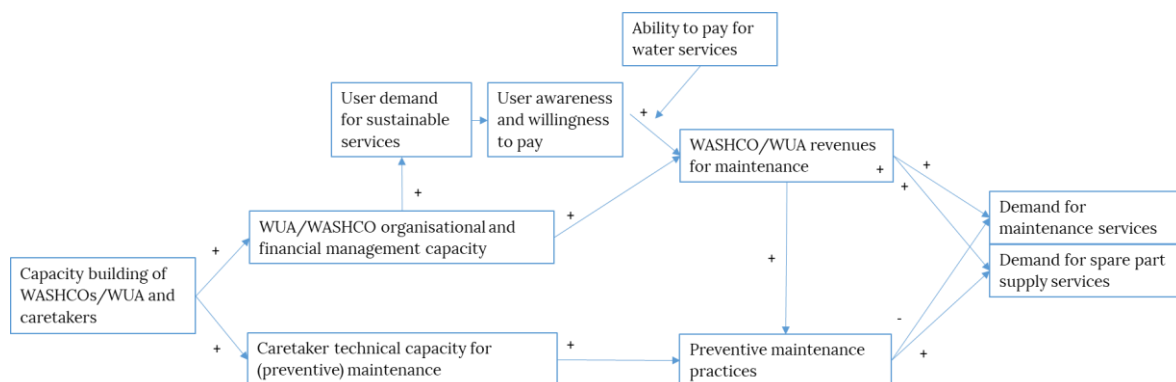 Ability to pay for
water services
User demand
for sustainable
services
User awareness
and willingness
to pay
+
WASHCO/WUA revenues
for maintenance
+
+
+
+
+
WUA/WASHCO organisational and
financial management capacity
+
Demand for
maintenance services
Demand for spare part
supply services
+
Capacity building of
WASHCOs/WUA and
caretakers
+
+
Caretaker technical capacity for
(preventive) maintenance
+
Preventive maintenance
practices
-
+